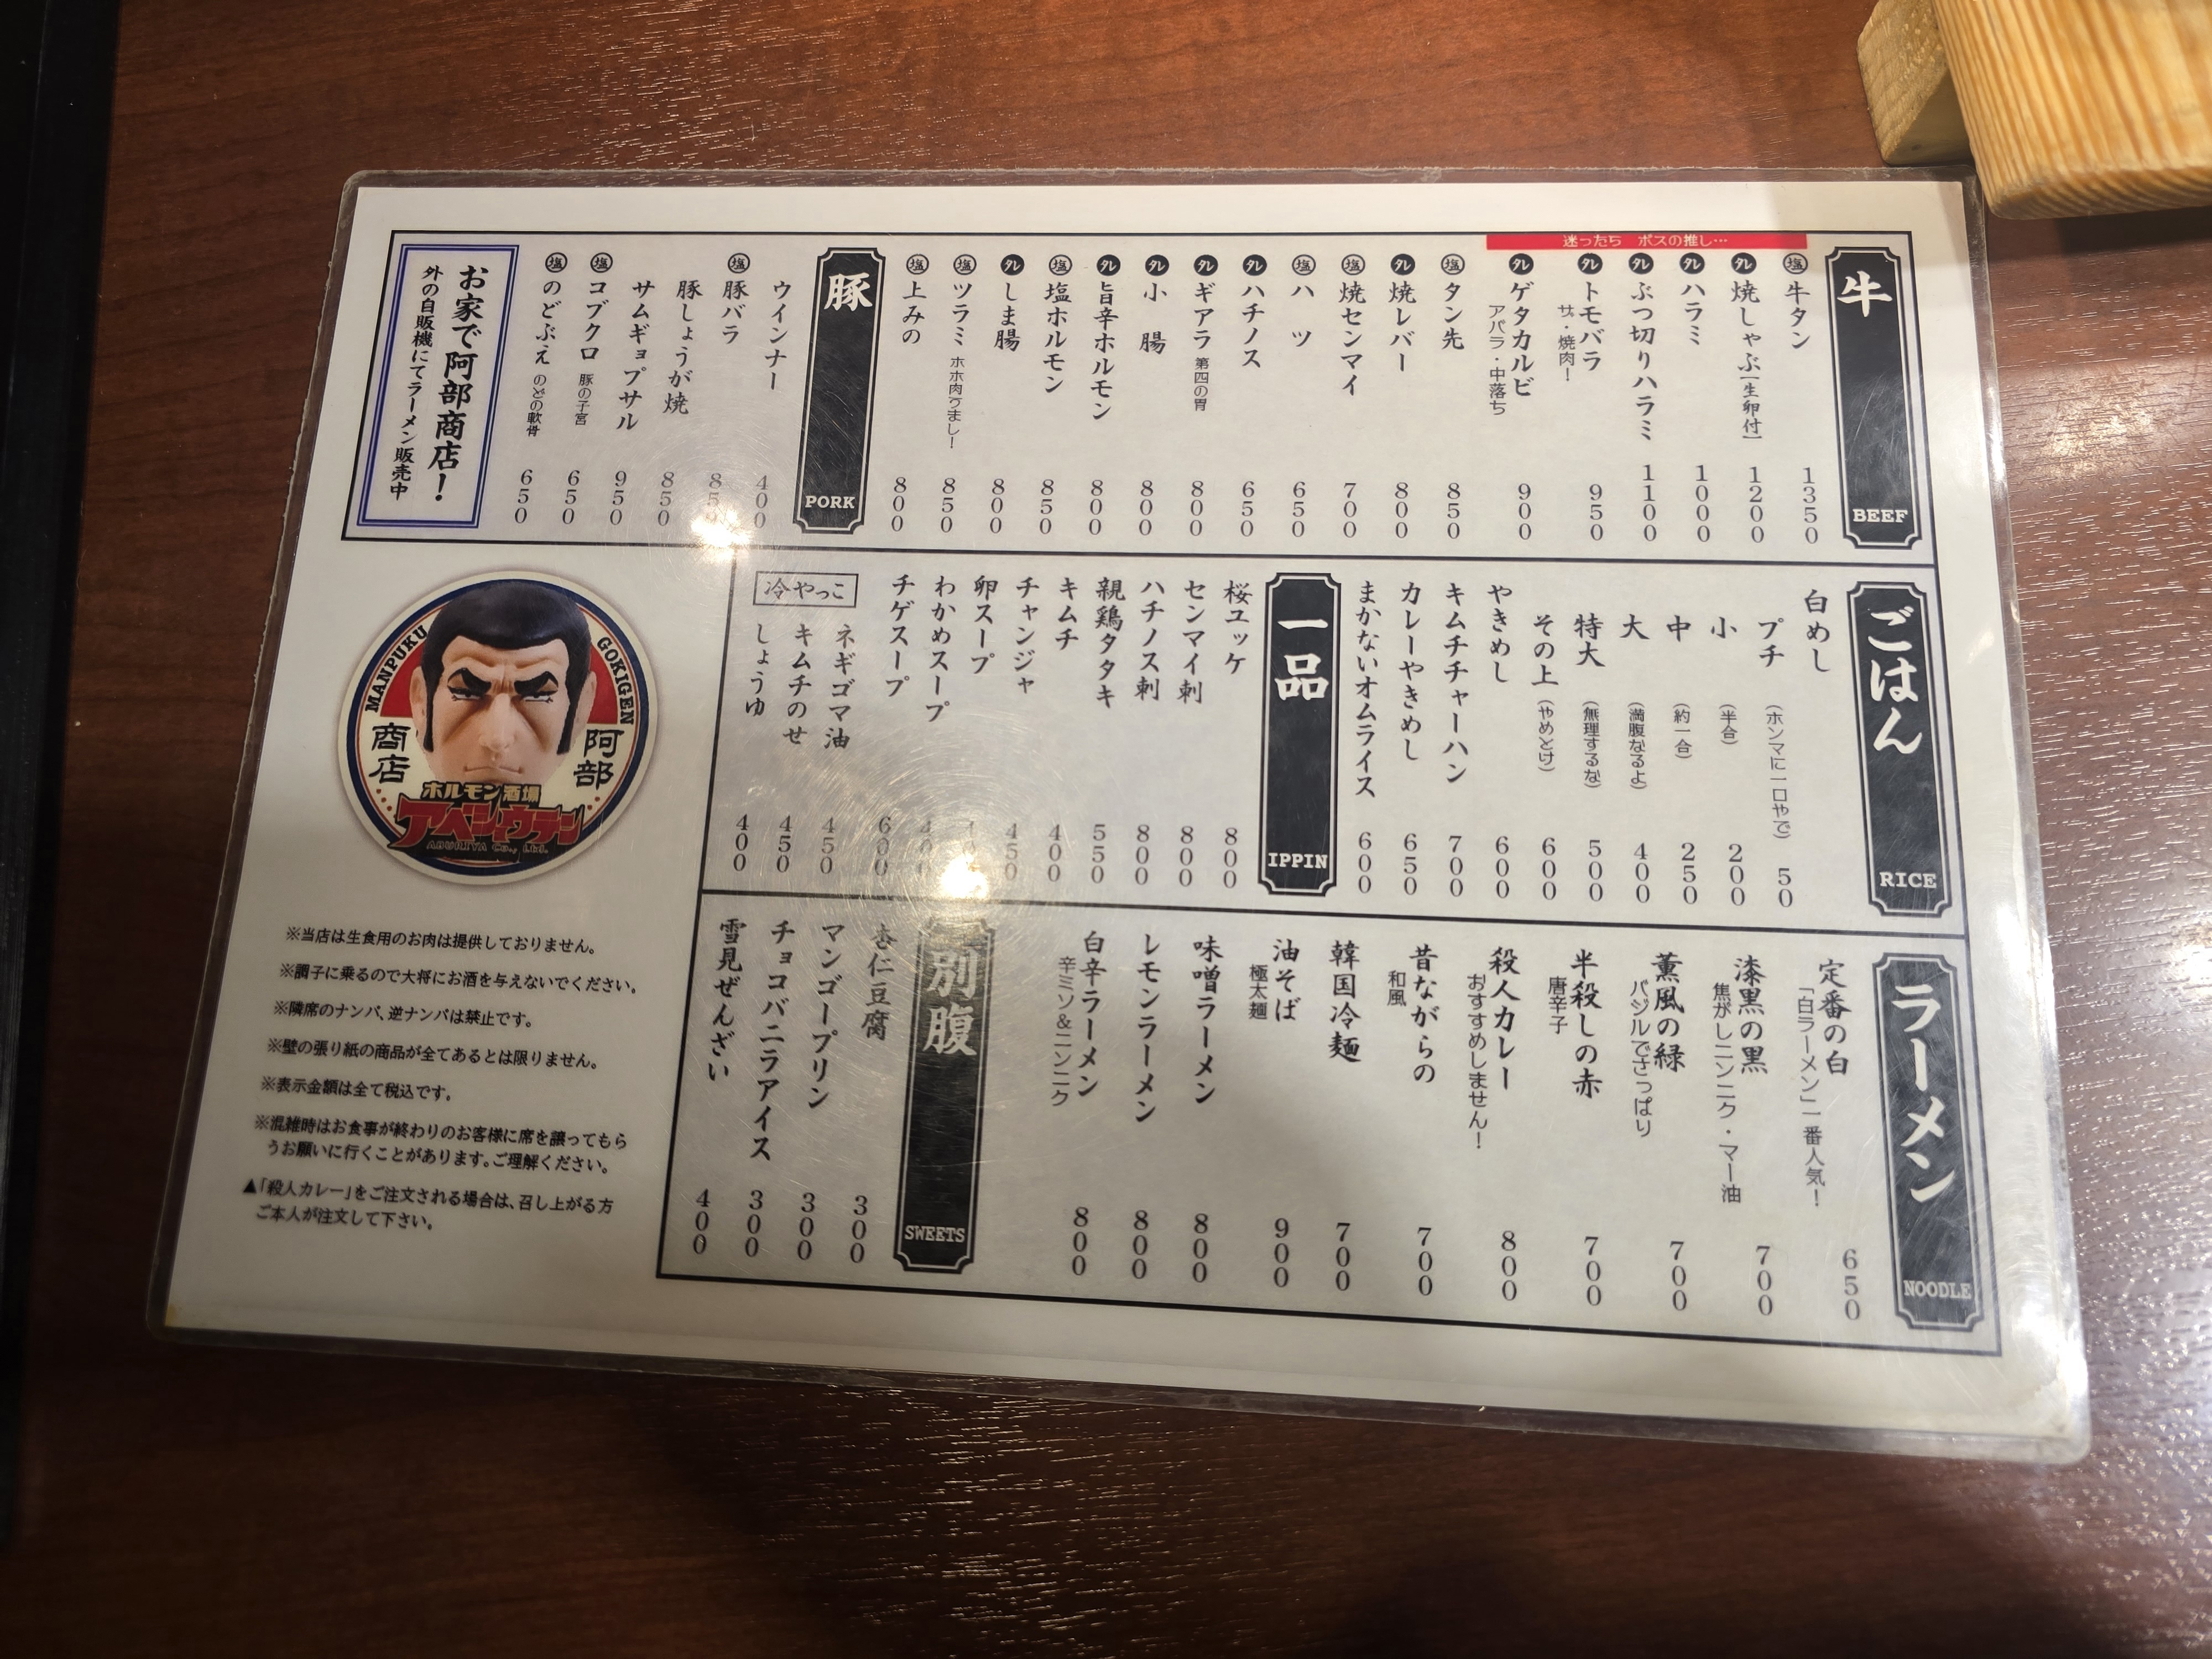 牛
BEEF
迷ったら ボスの推し…
塩 牛タン 1350
タレ 焼しゃぶ【生卵付】 1200
タレ ハラミ 1000
タレ ぶつ切りハラミ 1100
タレ トモバラ 950
ザ・焼肉!
タレ ゲタカルビ 900
アバラ・中落ち
塩 タン先 850
タレ 焼レバー 800
塩 焼センマイ 700
塩 ハツ 650
タレ ハチノス 650
タレ ギアラ 第四の胃 800
タレ 小腸 800
タレ 旨辛ホルモン 800
塩 塩ホルモン 850
タレ しま腸 800
塩 ツラミ ホホ肉うまし! 850
塩 上みの 800
豚
PORK
ウインナー 400
塩 豚バラ 850
豚しょうが焼 850
サムギョプサル 950
塩 コブクロ 豚の子宮 650
塩 のどぶえ のどの軟骨 650
お家で阿部商店!
外の自販機にてラーメン販売中
ごはん
RICE
白めし
プチ (ホンマに一口やで) 50
小 (半合) 200
中 (約一合) 250
大 (満腹なるよ) 400
特大 (無理するな) 500
その上 (やめとけ) 600
やきめし 600
キムチチャーハン 700
カレーやきめし 650
まかないオムライス 600
一品
IPPIN
桜ユッケ 800
センマイ刺 800
ハチノス刺 800
親鶏タタキ 550
キムチ 400
チャンジャ 450
卵スープ
わかめスープ
チゲスープ 600
冷やっこ
ネギゴマ油 450
キムチのせ 450
しょうゆ 400
ラーメン
NOODLE
定番の白 650
「白ラーメン」一番人気!
漆黒の黒 700
焦がしニンニク・マー油
薫風の緑 700
バジルでさっぱり
半殺しの赤 700
唐辛子
殺人カレー 800
おすすめしません!
昔ながらの 700
和風
韓国冷麺 700
油そば 900
極太麺
味噌ラーメン 800
レモンラーメン 800
白辛ラーメン 800
辛ミソ&ニンニク
別腹
SWEETS
杏仁豆腐 300
マンゴープリン 300
チョコバニラアイス 300
雪見ぜんざい 400
MANPUKU
GOKIGEN
阿部
商店
ホルモン酒場
アベシ
ABURIYA Co., Ltd.
※当店は生食用のお肉は提供しておりません。
※調子に乗るので大将にお酒を与えないでください。
※隣席のナンパ、逆ナンパは禁止です。
※壁の張り紙の商品が全てあるとは限りません。
※表示金額は全て税込です。
※混雑時はお食事が終わりのお客様に席を譲ってもら
うお願いに行くことがあります。ご理解ください。
▲「殺人カレー」をご注文される場合は、召し上がる方
ご本人が注文して下さい。